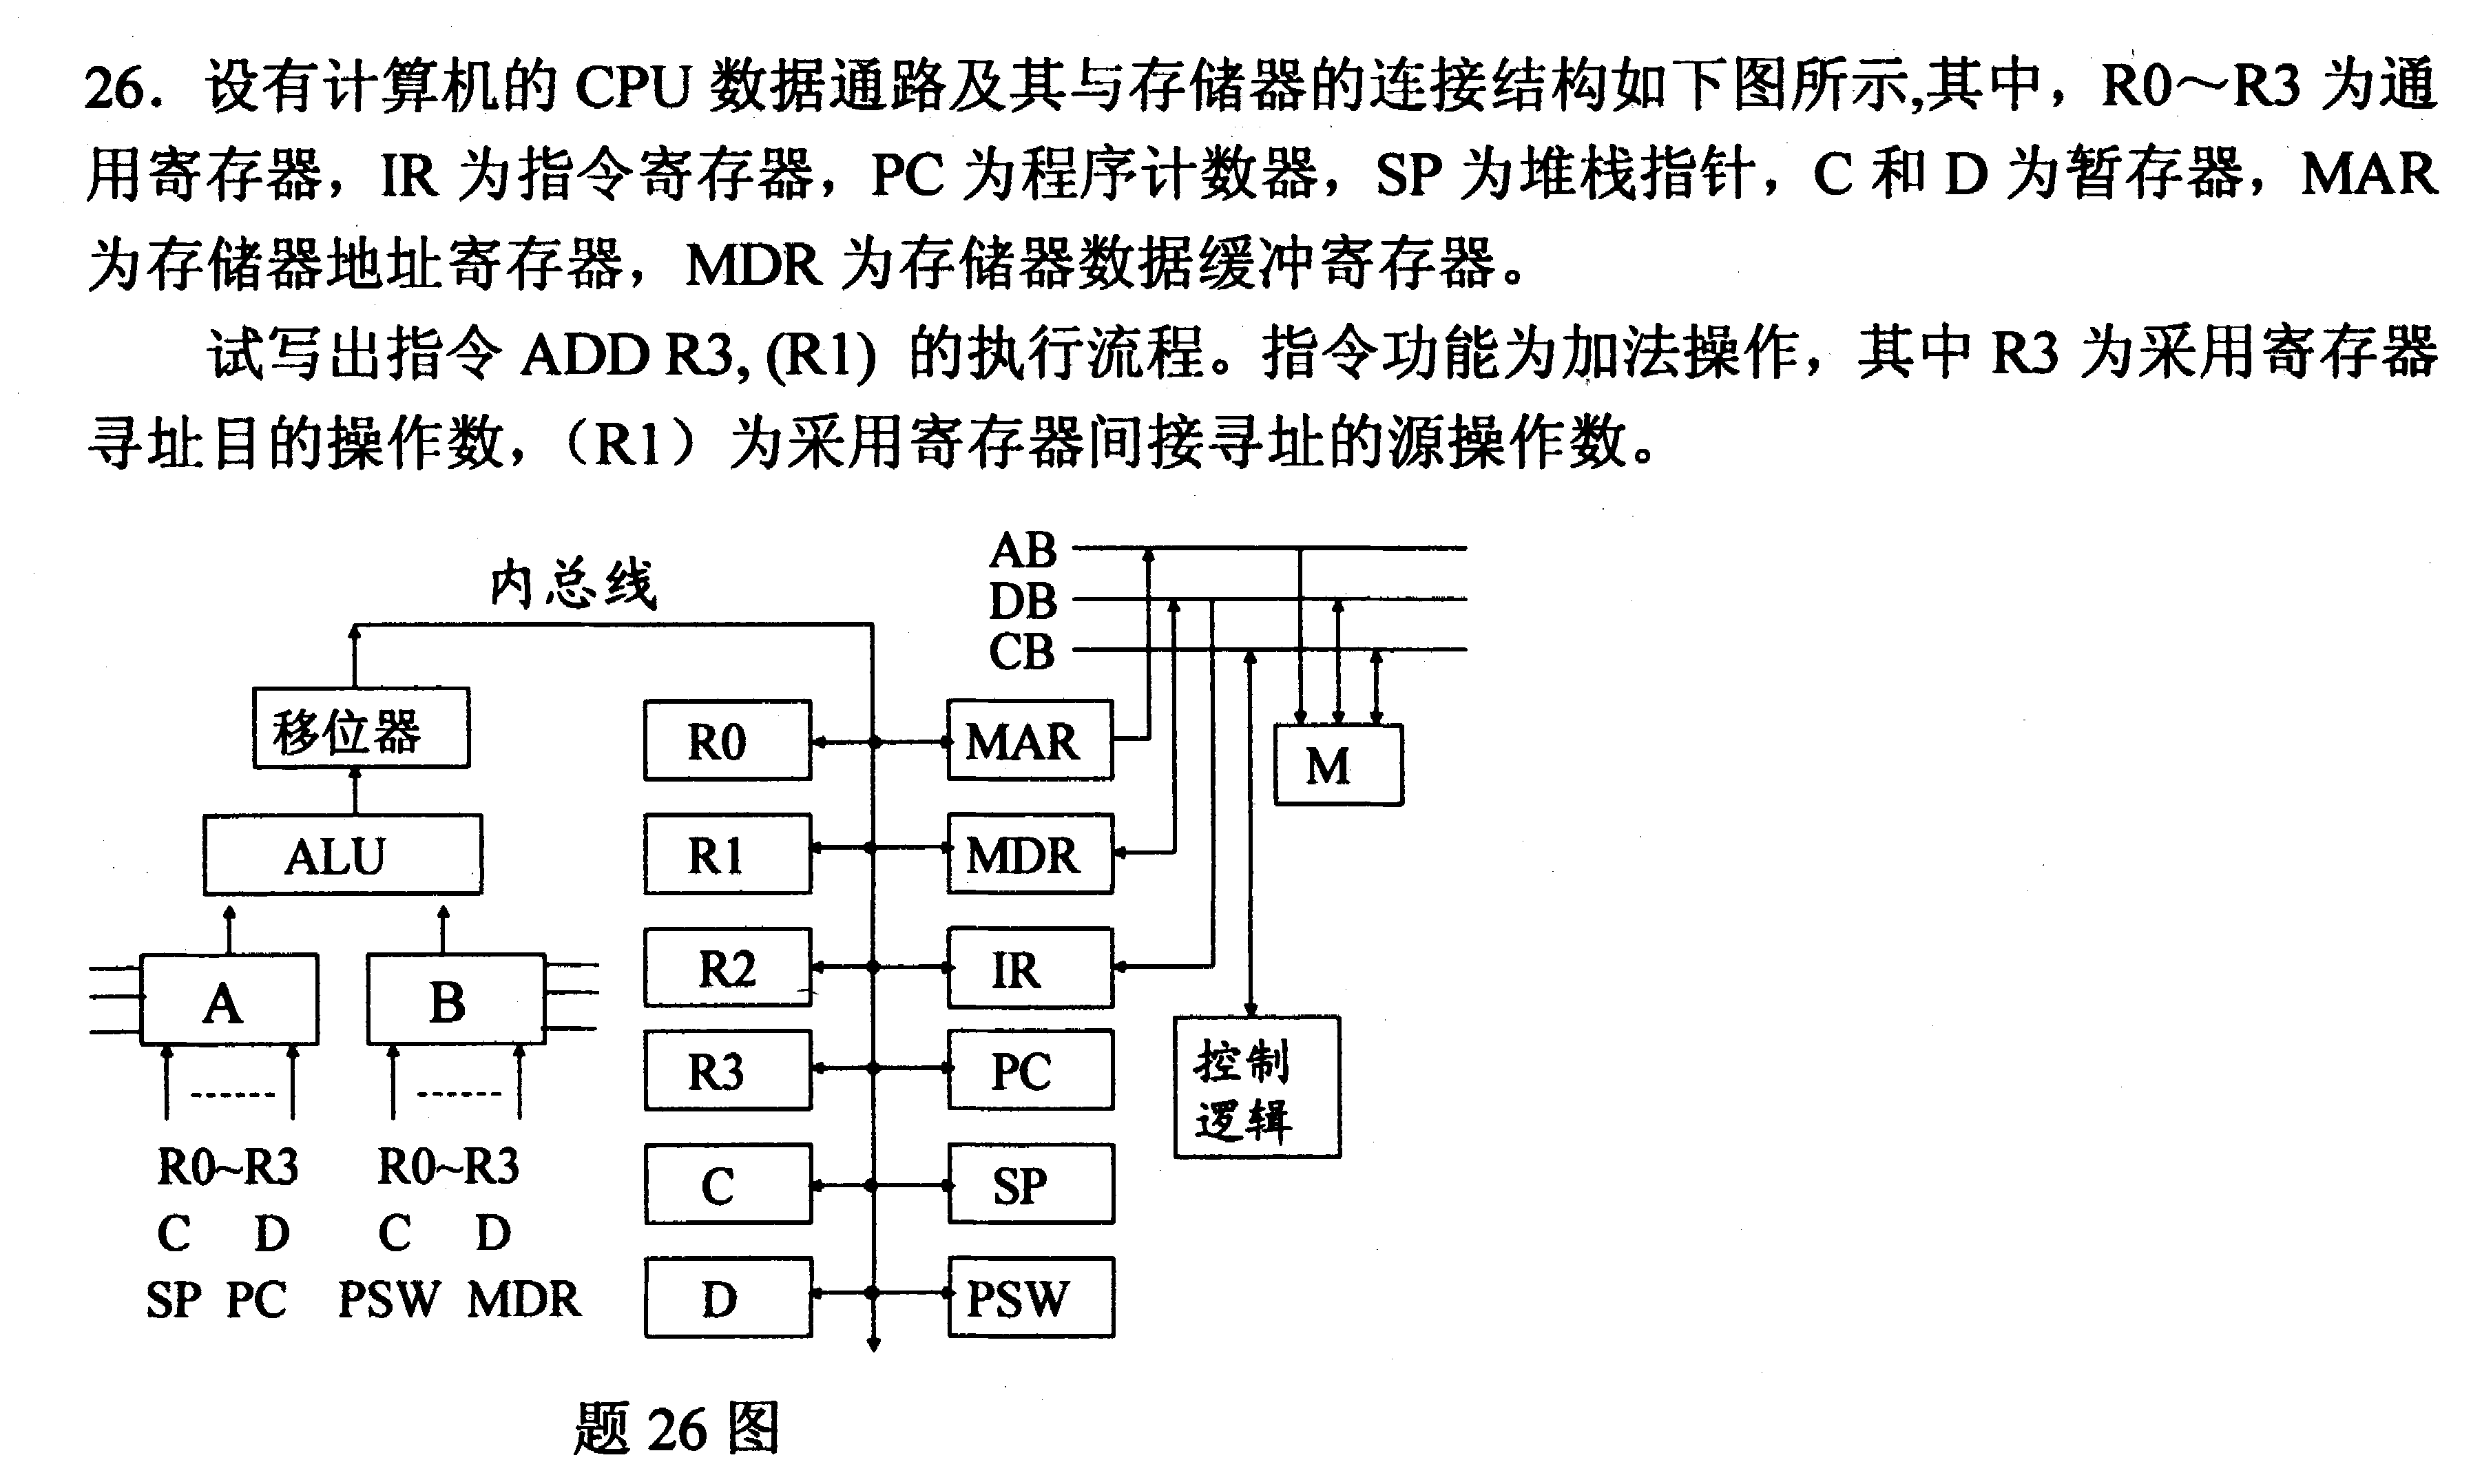 26. 设有计算机的 CPU 数据通路及其与存储器的连接结构如下图所示,其中，R0～R3 为通
用寄存器，IR 为指令寄存器，PC 为程序计数器，SP 为堆栈指针，C 和 D 为暂存器，MAR
为存储器地址寄存器，MDR 为存储器数据缓冲寄存器。
试写出指令 ADD R3, (R1) 的执行流程。指令功能为加法操作，其中 R3 为采用寄存器
寻址目的操作数，（R1）为采用寄存器间接寻址的源操作数。
AB
内总线
DB
CB
移位器
R0
MAR
M
ALU
R1
MDR
A
B
R2
IR
R3
PC
控制
逻辑
R0~R3
R0~R3
C
SP
C D
C D
SP PC
PSW MDR
D
PSW
题 26 图